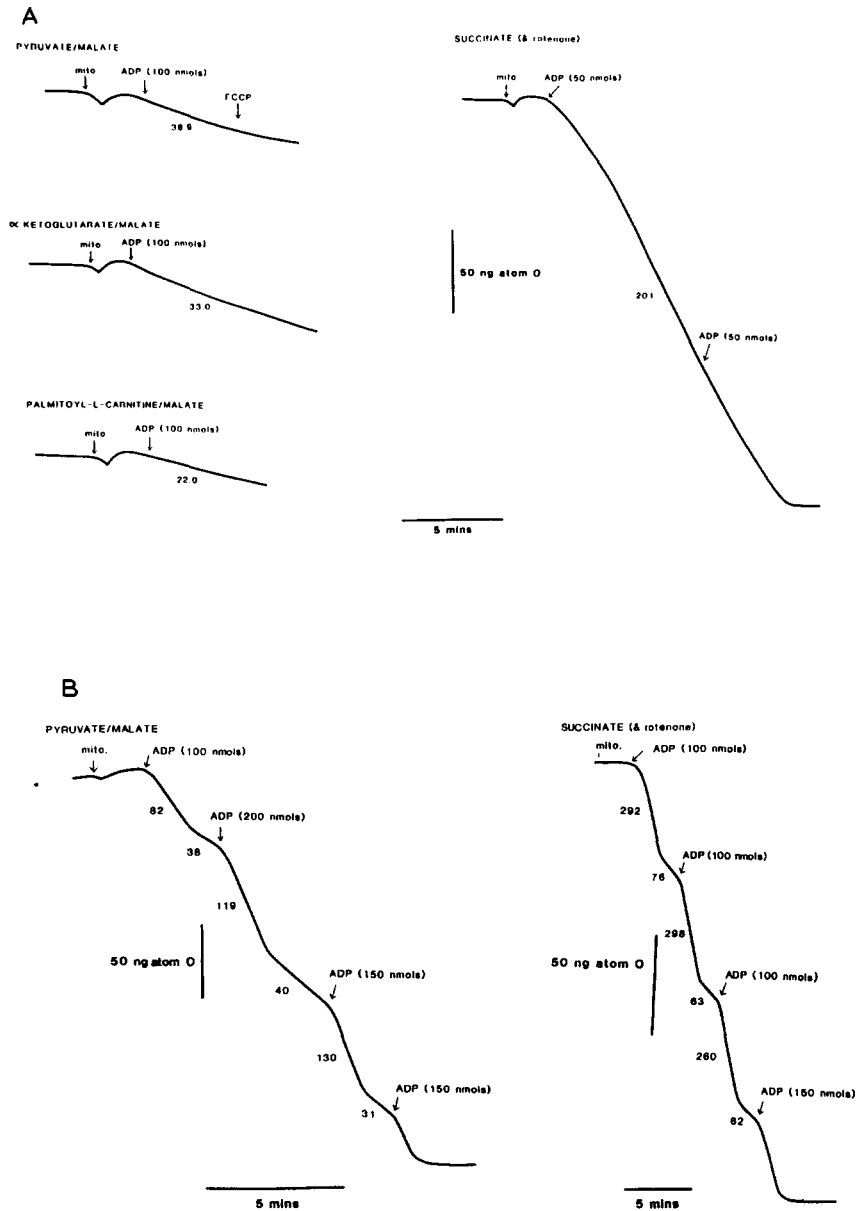 A
PYRUVATE/MALATE
mito
ADP (100 nmols)
FCCP
38.9
∝ KETOGLUTARATE/MALATE
mito
ADP (100 nmols)
33.0
PALMITOYL-L-CARNITINE/MALATE
mito
ADP (100 nmols)
22.0
SUCCINATE (& rotenone)
mito
ADP (50 nmols)
50 ng atom O
201
ADP (50 nmols)
5 mins
B
PYRUVATE/MALATE
mito.
ADP (100 nmols)
82
ADP (200 nmols)
38
119
50 ng atom O
ADP (150 nmols)
40
130
ADP (150 nmols)
31
5 mins
SUCCINATE (& rotenone)
mito.
ADP (100 nmols)
292
ADP (100 nmols)
76
298
50 ng atom O
ADP (100 nmols)
63
260
ADP (150 nmols)
62
5 mins